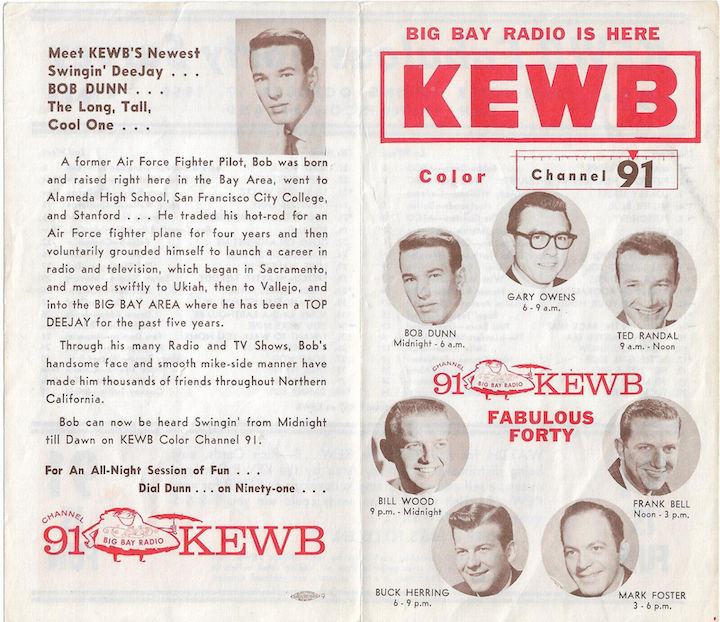 Meet KEWB'S Newest
Swingin' DeeJay . . .
BOB DUNN . . .
The Long, Tall,
Cool One . . .
A former Air Force Fighter Pilot, Bob was born
and raised right here in the Bay Area, went to
Alameda High School, San Francisco City College,
and Stanford . . . He traded his hot-rod for an
Air Force fighter plane for four years and then
voluntarily grounded himself to launch a career in
radio and television, which began in Sacramento,
and moved swiftly to Ukiah, then to Vallejo, and
into the BIG BAY AREA where he has been a TOP
DEEJAY for the past five years.
Through his many Radio and TV Shows, Bob's
handsome face and smooth mike-side manner have
made him thousands of friends throughout Northern
California.
Bob can now be heard Swingin' from Midnight
till Dawn on KEWB Color Channel 91.
For An All-Night Session of Fun . . .
Dial Dunn . . . on Ninety-one . . .
CHANNEL
91 BIG BAY RADIO KEWB
9
BIG BAY RADIO IS HERE
KEWB
Color Channel 91
GARY OWENS
6 - 9 a.m.
BOB DUNN
Midnight - 6 a.m.
TED RANDAL
9 a.m. - Noon
CHANNEL
91 BIG BAY RADIO KEWB
FABULOUS
FORTY
BILL WOOD
9 p.m. - Midnight
FRANK BELL
Noon - 3 p.m.
BUCK HERRING
6 - 9 p.m.
MARK FOSTER
3 - 6 p.m.